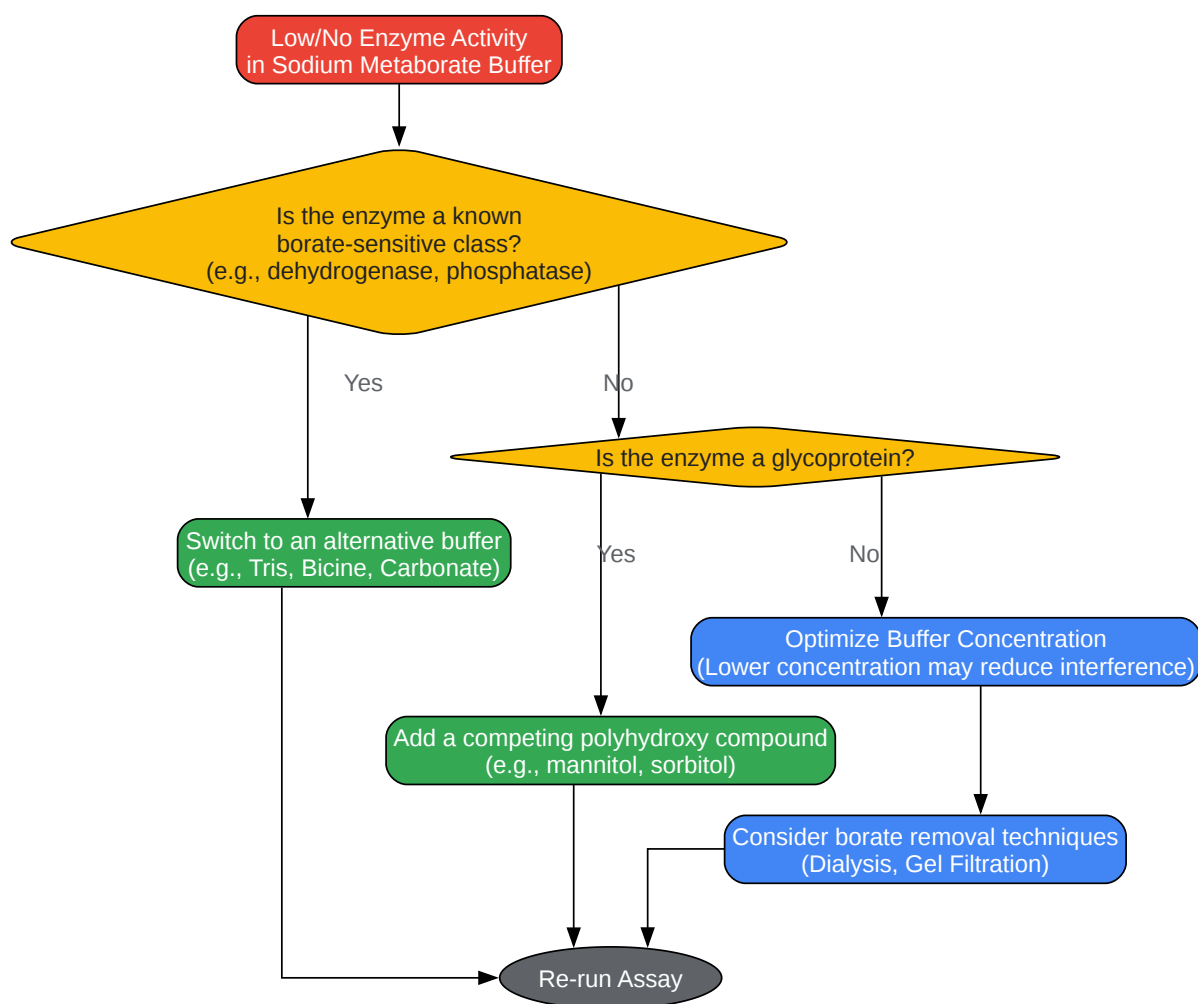 Low/No Enzyme Activity
in Sodium Metaborate Buffer
Is the enzyme a known
borate-sensitive class?
(e.g., dehydrogenase, phosphatase)
Yes
No
Is the enzyme a glycoprotein?
Switch to an alternative buffer
(e.g., Tris, Bicine, Carbonate)
Yes
No
Optimize Buffer Concentration
(Lower concentration may reduce interference)
Add a competing polyhydroxy compound
(e.g., mannitol, sorbitol)
Consider borate removal techniques
(Dialysis, Gel Filtration)
Re-run Assay